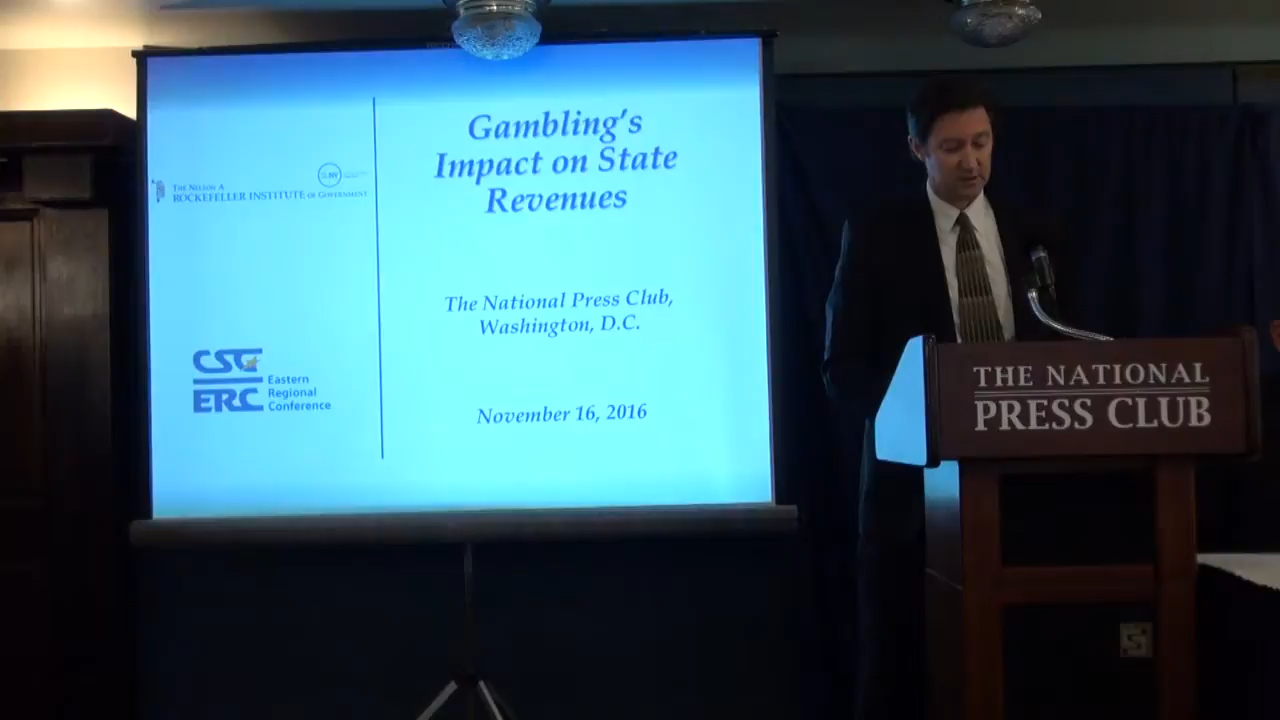 Gambling's
Impact on State
Revenues
THE NELSON A.
ROCKEFELLER INSTITUTE OF GOVERNMENT
The National Press Club,
Washington, D.C.
CSG
ERC
Eastern
Regional
Conference
November 16, 2016
THE NATIONAL
PRESS CLUB